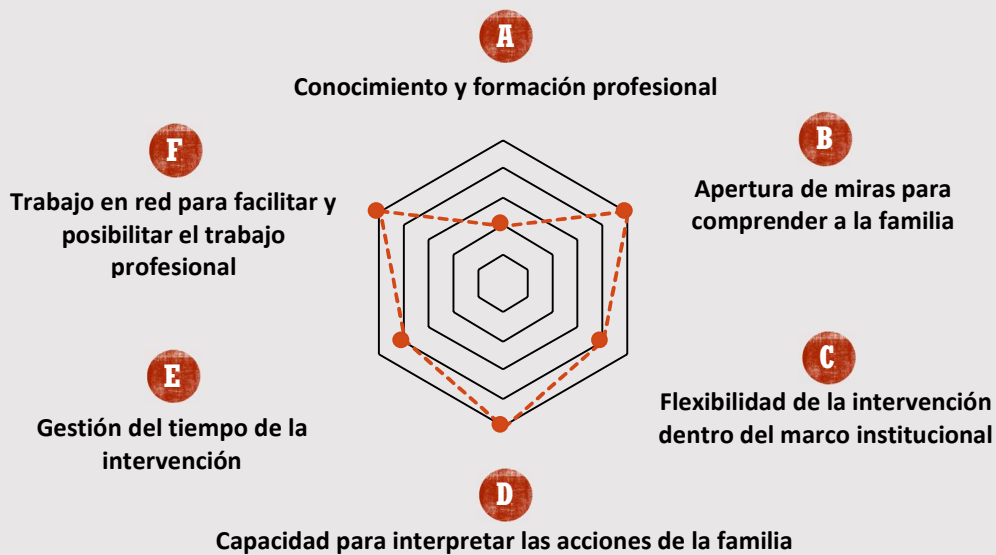 A
Conocimiento y formación profesional
B
Apertura de miras para
comprender a la familia
C
Flexibilidad de la intervención
dentro del marco institucional
D
Capacidad para interpretar las acciones de la familia
E
Gestión del tiempo de la
intervención
F
Trabajo en red para facilitar y
posibilitar el trabajo
profesional